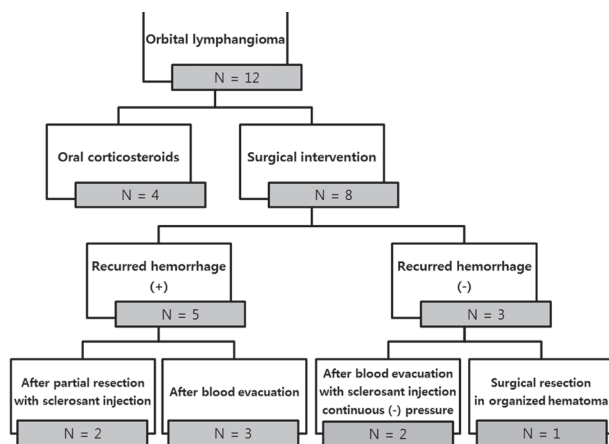 Orbital lymphangioma
N = 12
Oral corticosteroids
N = 4
Surgical intervention
N = 8
Recurred hemorrhage
(+)
N = 5
Recurred hemorrhage
(-)
N = 3
After partial resection
with sclerosant injection
N = 2
After blood evacuation
N = 3
After blood evacuation
with sclerosant injection
continuous (-) pressure
N = 2
Surgical resection
in organized hematoma
N = 1